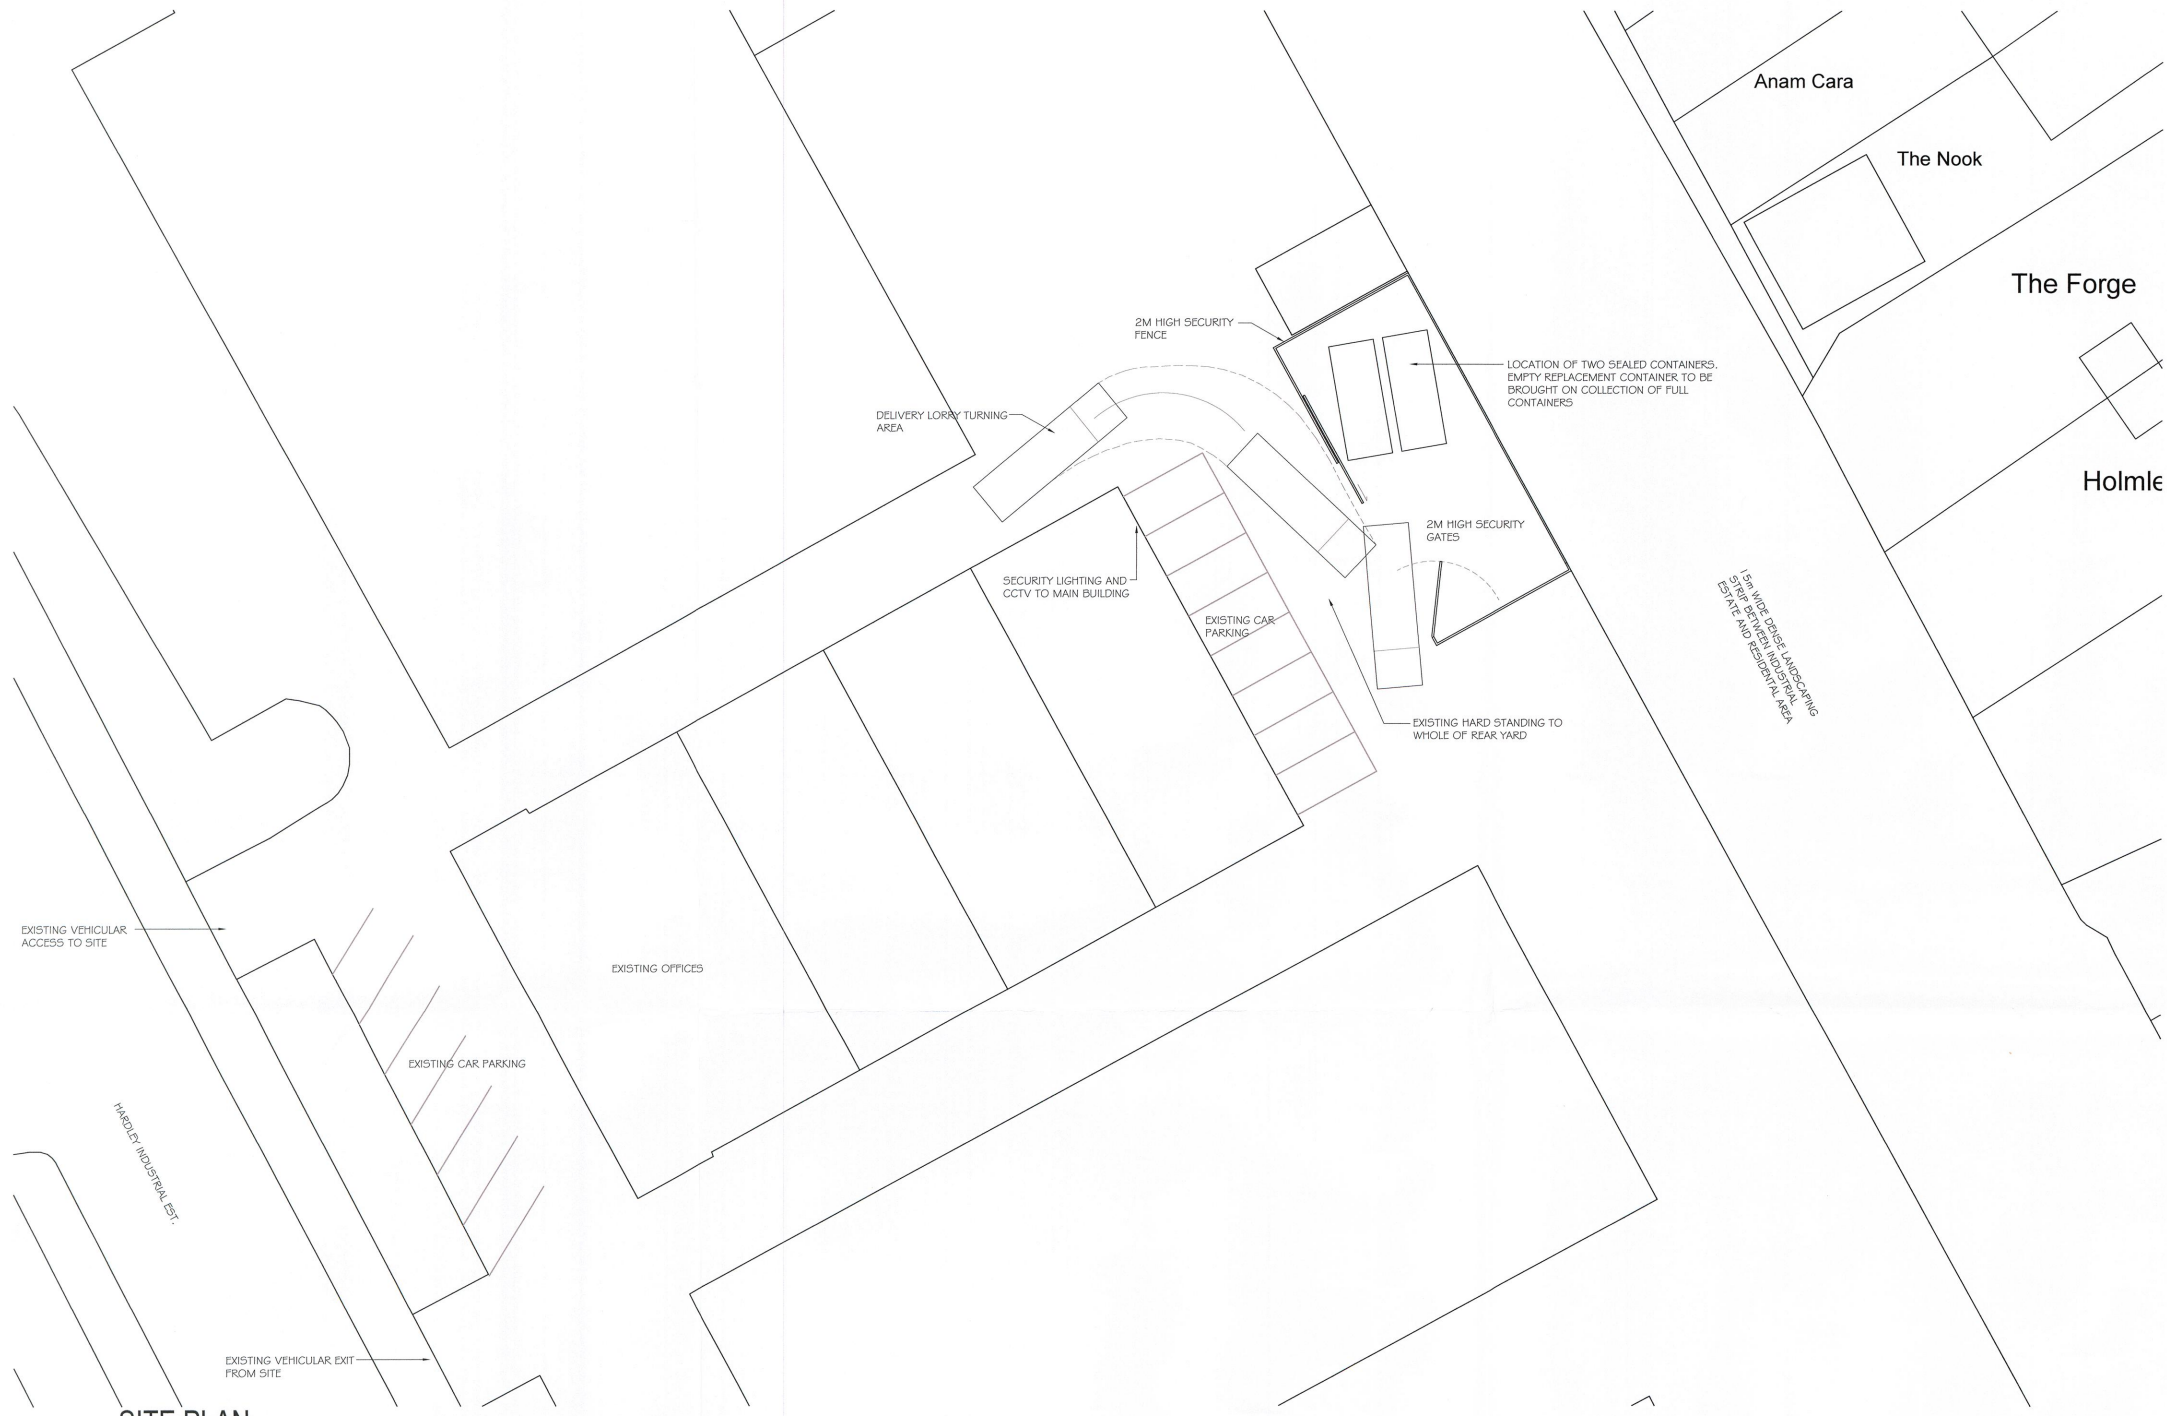 Anam Cara
The Nook
The Forge
Holmle
2M HIGH SECURITY
FENCE
LOCATION OF TWO SEALED CONTAINERS.
EMPTY REPLACEMENT CONTAINER TO BE
BROUGHT ON COLLECTION OF FULL
CONTAINERS
DELIVERY LORRY TURNING
AREA
2M HIGH SECURITY
GATES
SECURITY LIGHTING AND
CCTV TO MAIN BUILDING
EXISTING CAR
PARKING
15m WIDE DENSE LANDSCAPING
STRIP BETWEEN INDUSTRIAL
ESTATE AND RESIDENTAL AREA
EXISTING HARD STANDING TO
WHOLE OF REAR YARD
EXISTING VEHICULAR
ACCESS TO SITE
EXISTING OFFICES
EXISTING CAR PARKING
HARDLEY INDUSTRIAL EST.
EXISTING VEHICULAR EXIT
FROM SITE
SITE PLAN